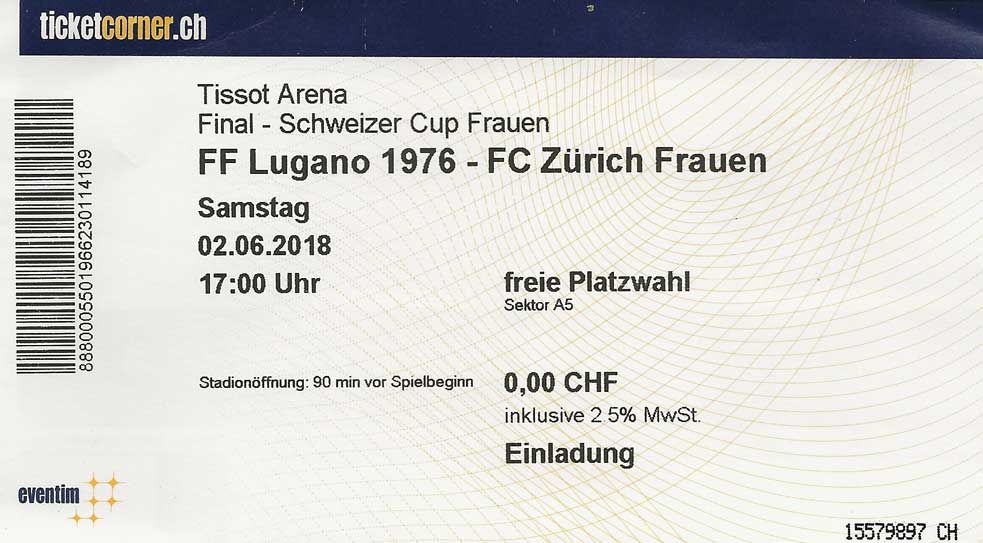 ticketcorner.ch
Tissot Arena
Final - Schweizer Cup Frauen
FF Lugano 1976 - FC Zürich Frauen
Samstag
02.06.2018
17:00 Uhr
freie Platzwahl
Sektor A5
Stadionöffnung: 90 min vor Spielbeginn
0,00 CHF
inklusive 2.5% MwSt.
Einladung
8880005501966230114189
eventim
15579897 CH